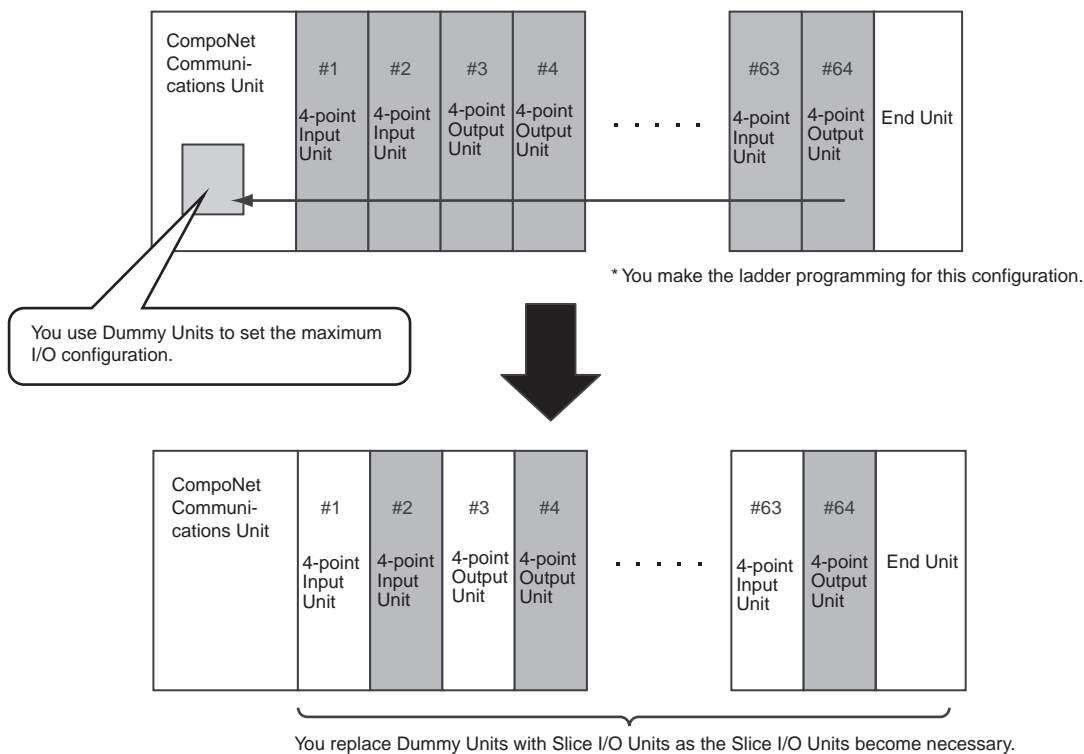 CompoNet
Communi-
cations Unit
#1 #2 #3 #4 #63 #64
4-point 4-point 4-point 4-point . . . . . 4-point 4-point End Unit
Input Input Output Output Input Output
Unit Unit Unit Unit Unit Unit
* You make the ladder programming for this configuration.
You use Dummy Units to set the maximum
I/O configuration.
CompoNet
Communi-
cations Unit
#1 #2 #3 #4 #63 #64
4-point 4-point 4-point 4-point . . . . . 4-point 4-point End Unit
Input Input Output Output Input Output
Unit Unit Unit Unit Unit Unit
You replace Dummy Units with Slice I/O Units as the Slice I/O Units become necessary.